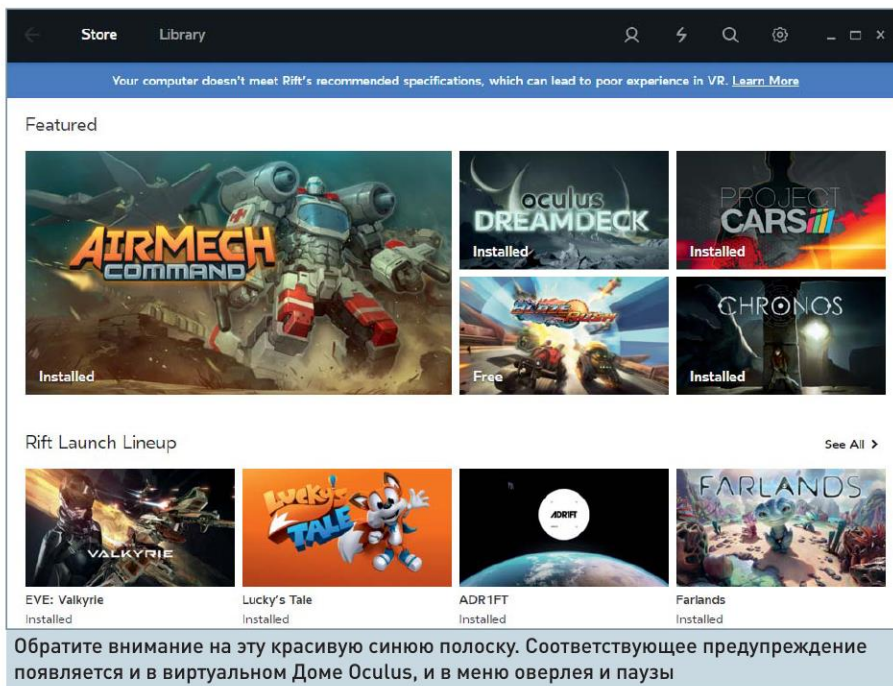 Store Library
Your computer doesn't meet Rift's recommended specifications, which can lead to poor experience in VR. Learn More
Featured
AIRMECH
COMMAND
Installed
oculus
DREAMDECK
Installed
PROJECT
CARS
Installed
BLAZE RUSH
Free
CHRONOS
Installed
Rift Launch Lineup
See All >
VALKYRIE
EVE: Valkyrie
Installed
Lucky's
TALE
Lucky's Tale
Installed
ADR1FT
ADR1FT
Installed
FARLANDS
Farlands
Installed
Обратите внимание на эту красивую синюю полоску. Соответствующее предупреждение
появляется и в виртуальном Доме Oculus, и в меню оверлея и паузы